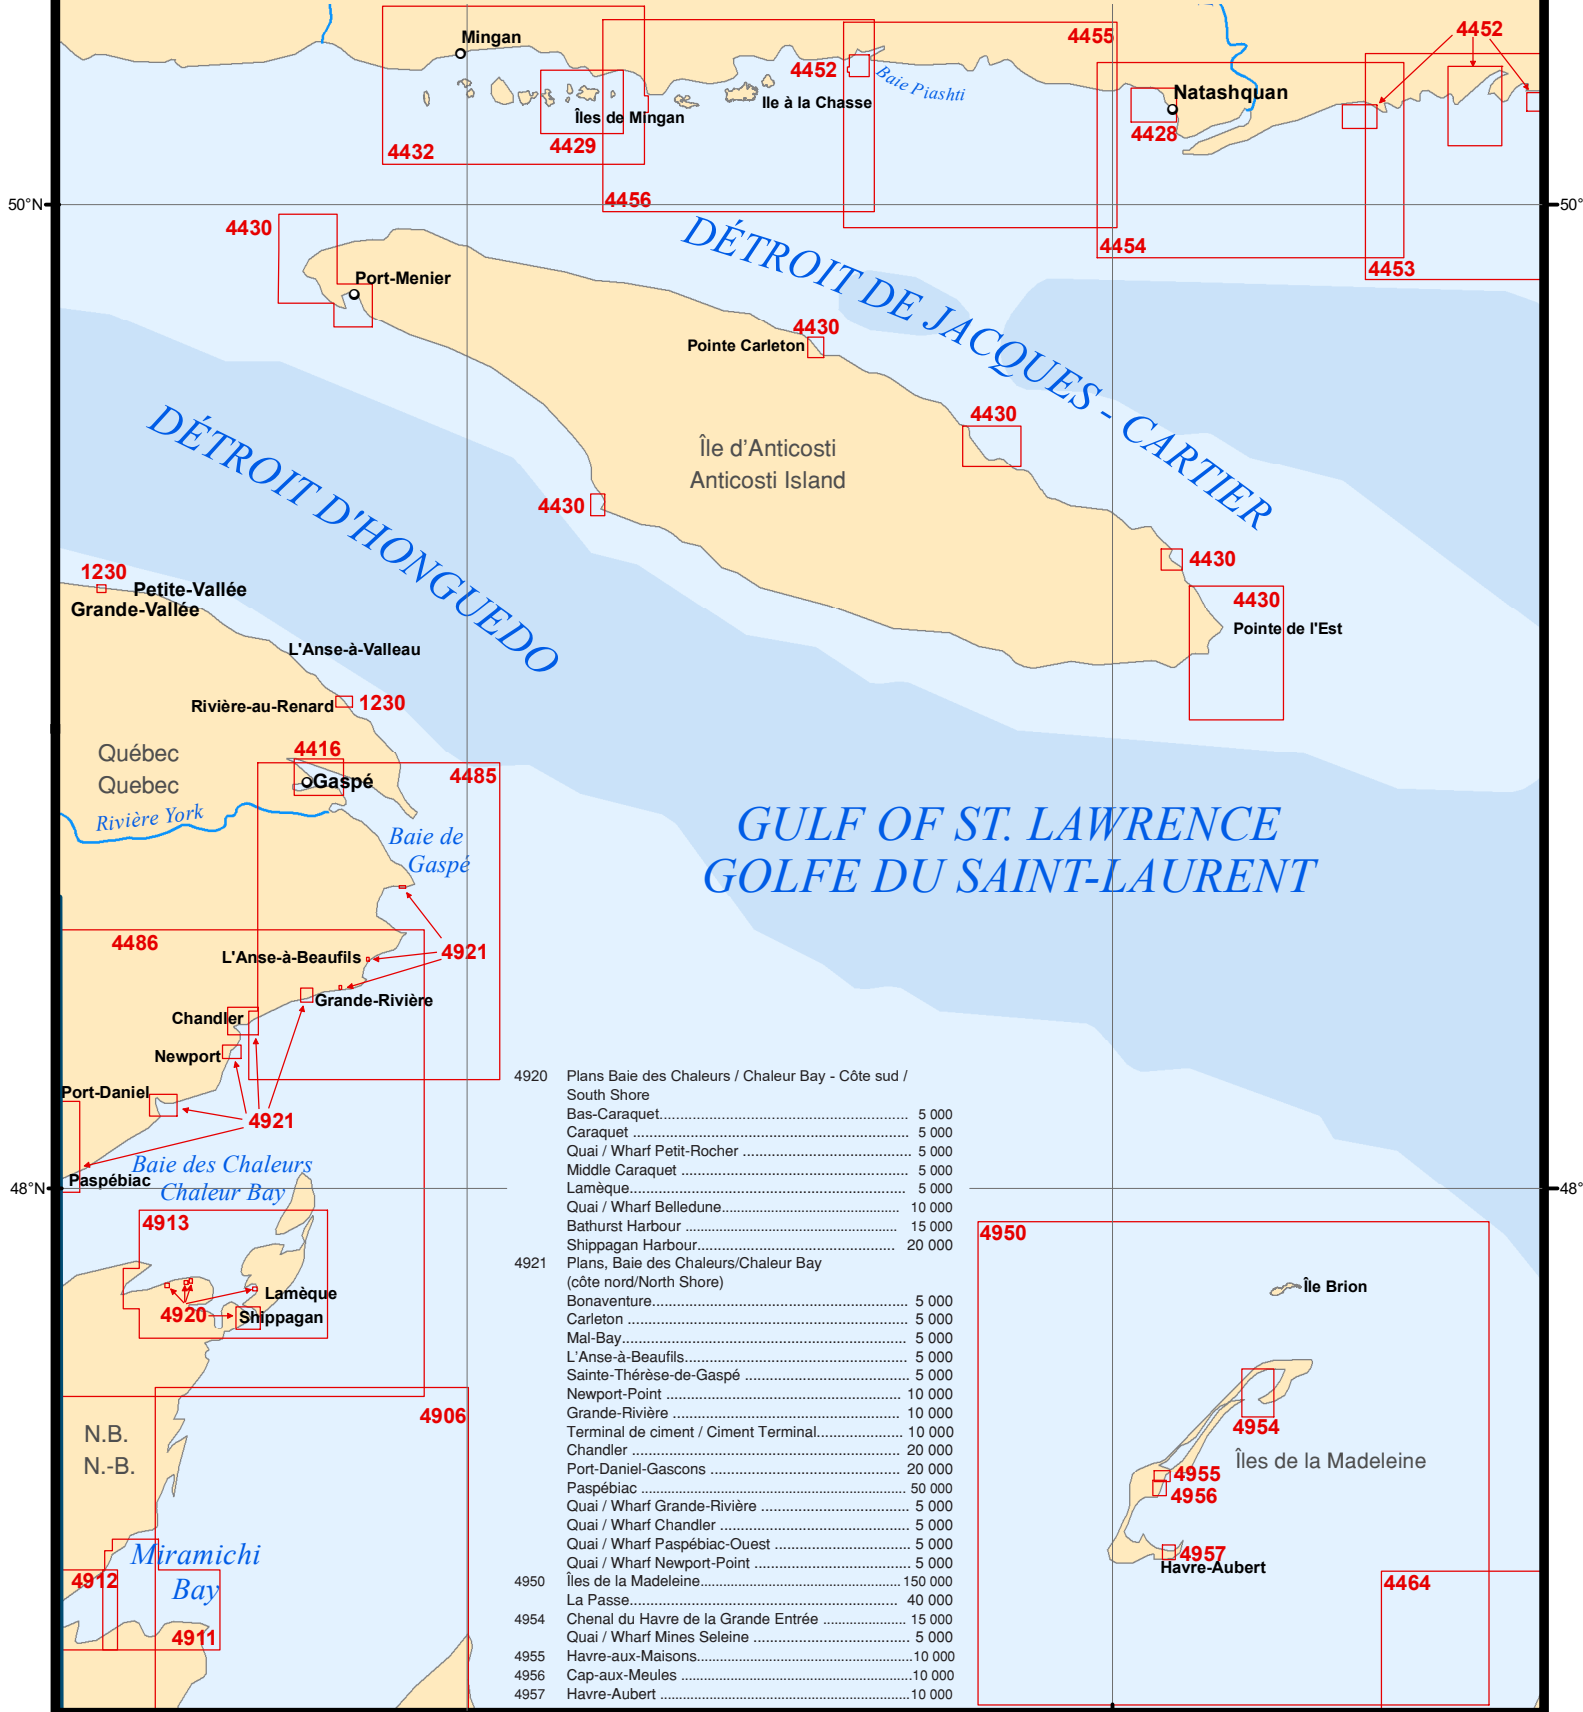 Mingan
4455
4452
4452
Baie Piashti
Ile à la Chasse
Natashquan
Îles de Mingan
4428
4429
4432
4456
50°N
50°
4430
4454
4453
DÉTROIT DE JACQUES - CARTIER
Port-Menier
4430
Pointe Carleton
4430
Île d'Anticosti
Anticosti Island
4430
DÉTROIT D'HONGUEDO
4430
1230
Petite-Vallée
Grande-Vallée
4430
Pointe de l'Est
L'Anse-à-Valleau
Rivière-au-Renard
1230
Québec
Quebec
4416
Gaspé
4485
Rivière York
Baie de
Gaspé
GULF OF ST. LAWRENCE
GOLFE DU SAINT-LAURENT
4486
4921
L'Anse-à-Beaufils
Grande-Rivière
Chandler
Newport
Port-Daniel
4921
Baie des Chaleurs
Chaleur Bay
Paspébiac
48°N
48°
4913
Lamèque
4920
Shippagan
4906
N.B.
N.-B.
Miramichi
Bay
4912
4911
4920 Plans Baie des Chaleurs / Chaleur Bay - Côte sud /
South Shore
Bas-Caraquet 5 000
Caraquet 5 000
Quai / Wharf Petit-Rocher 5 000
Middle Caraquet 5 000
Lamèque 5 000
Quai / Wharf Belledune 10 000
Bathurst Harbour 15 000
Shippagan Harbour 20 000
4921 Plans, Baie des Chaleurs/Chaleur Bay
(côte nord/North Shore)
Bonaventure 5 000
Carleton 5 000
Mal-Bay 5 000
L'Anse-à-Beaufils 5 000
Sainte-Thérèse-de-Gaspé 5 000
Newport-Point 10 000
Grande-Rivière 10 000
Terminal de ciment / Ciment Terminal 10 000
Chandler 20 000
Port-Daniel-Gascons 20 000
Paspébiac 50 000
Quai / Wharf Grande-Rivière 5 000
Quai / Wharf Chandler 5 000
Quai / Wharf Paspébiac-Ouest 5 000
Quai / Wharf Newport-Point 5 000
4950 Îles de la Madeleine 150 000
La Passe 40 000
4954 Chenal du Havre de la Grande Entrée 15 000
Quai / Wharf Mines Seleine 5 000
4955 Havre-aux-Maisons 10 000
4956 Cap-aux-Meules 10 000
4957 Havre-Aubert 10 000
4950
Île Brion
4954
Îles de la Madeleine
4955
4956
4957
Havre-Aubert
4464